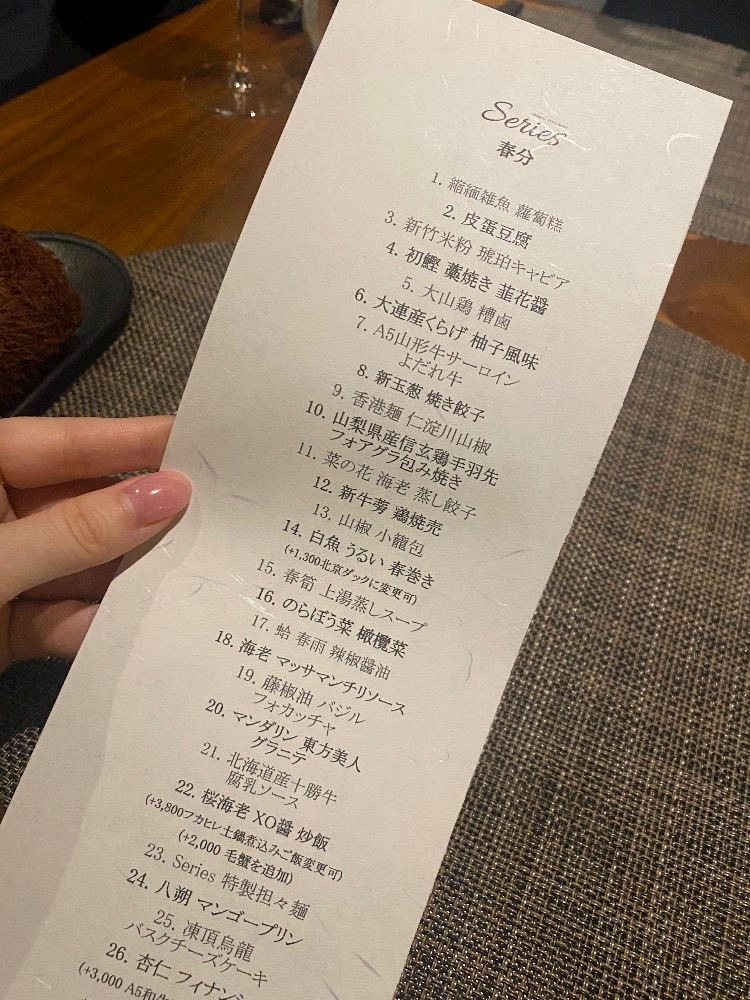 Series
春分
1. 縮緬雑魚 蘿蔔糕
2. 皮蛋豆腐
3. 新竹米粉 琥珀キャビア
4. 初鰹 藁焼き 韮花醤
5. 大山鶏 糟鹵
6. 大連産くらげ 柚子風味
7. A5山形牛サーロイン
よだれ牛
8. 新玉葱 焼き餃子
9. 香港麺 仁淀川山椒
10. 山梨県産信玄鶏手羽先
フォアグラ包み焼き
11. 菜の花 海老 蒸し餃子
12. 新牛蒡 鶏焼売
13. 山椒 小籠包
14. 白魚 うるい 春巻き
(+1,300北京ダックに変更可)
15. 春筍 上湯蒸しスープ
16. のらぼう菜 橄欖菜
17. 蛤 春雨 辣椒醤油
18. 海老 マッサマンチリソース
19. 藤椒油 バジル
フォカッチャ
20. マンダリン 東方美人
グラニテ
21. 北海道産十勝牛
腐乳ソース
22. 桜海老 XO醤 炒飯
(+3,800フカヒレ土鍋煮込みご飯変更可)
(+2,000 毛蟹を追加)
23. Series 特製担々麺
24. 八朔 マンゴープリン
25. 凍頂烏龍
バスクチーズケーキ
26. 杏仁 フィナンシ
(+3,000 A5和牛